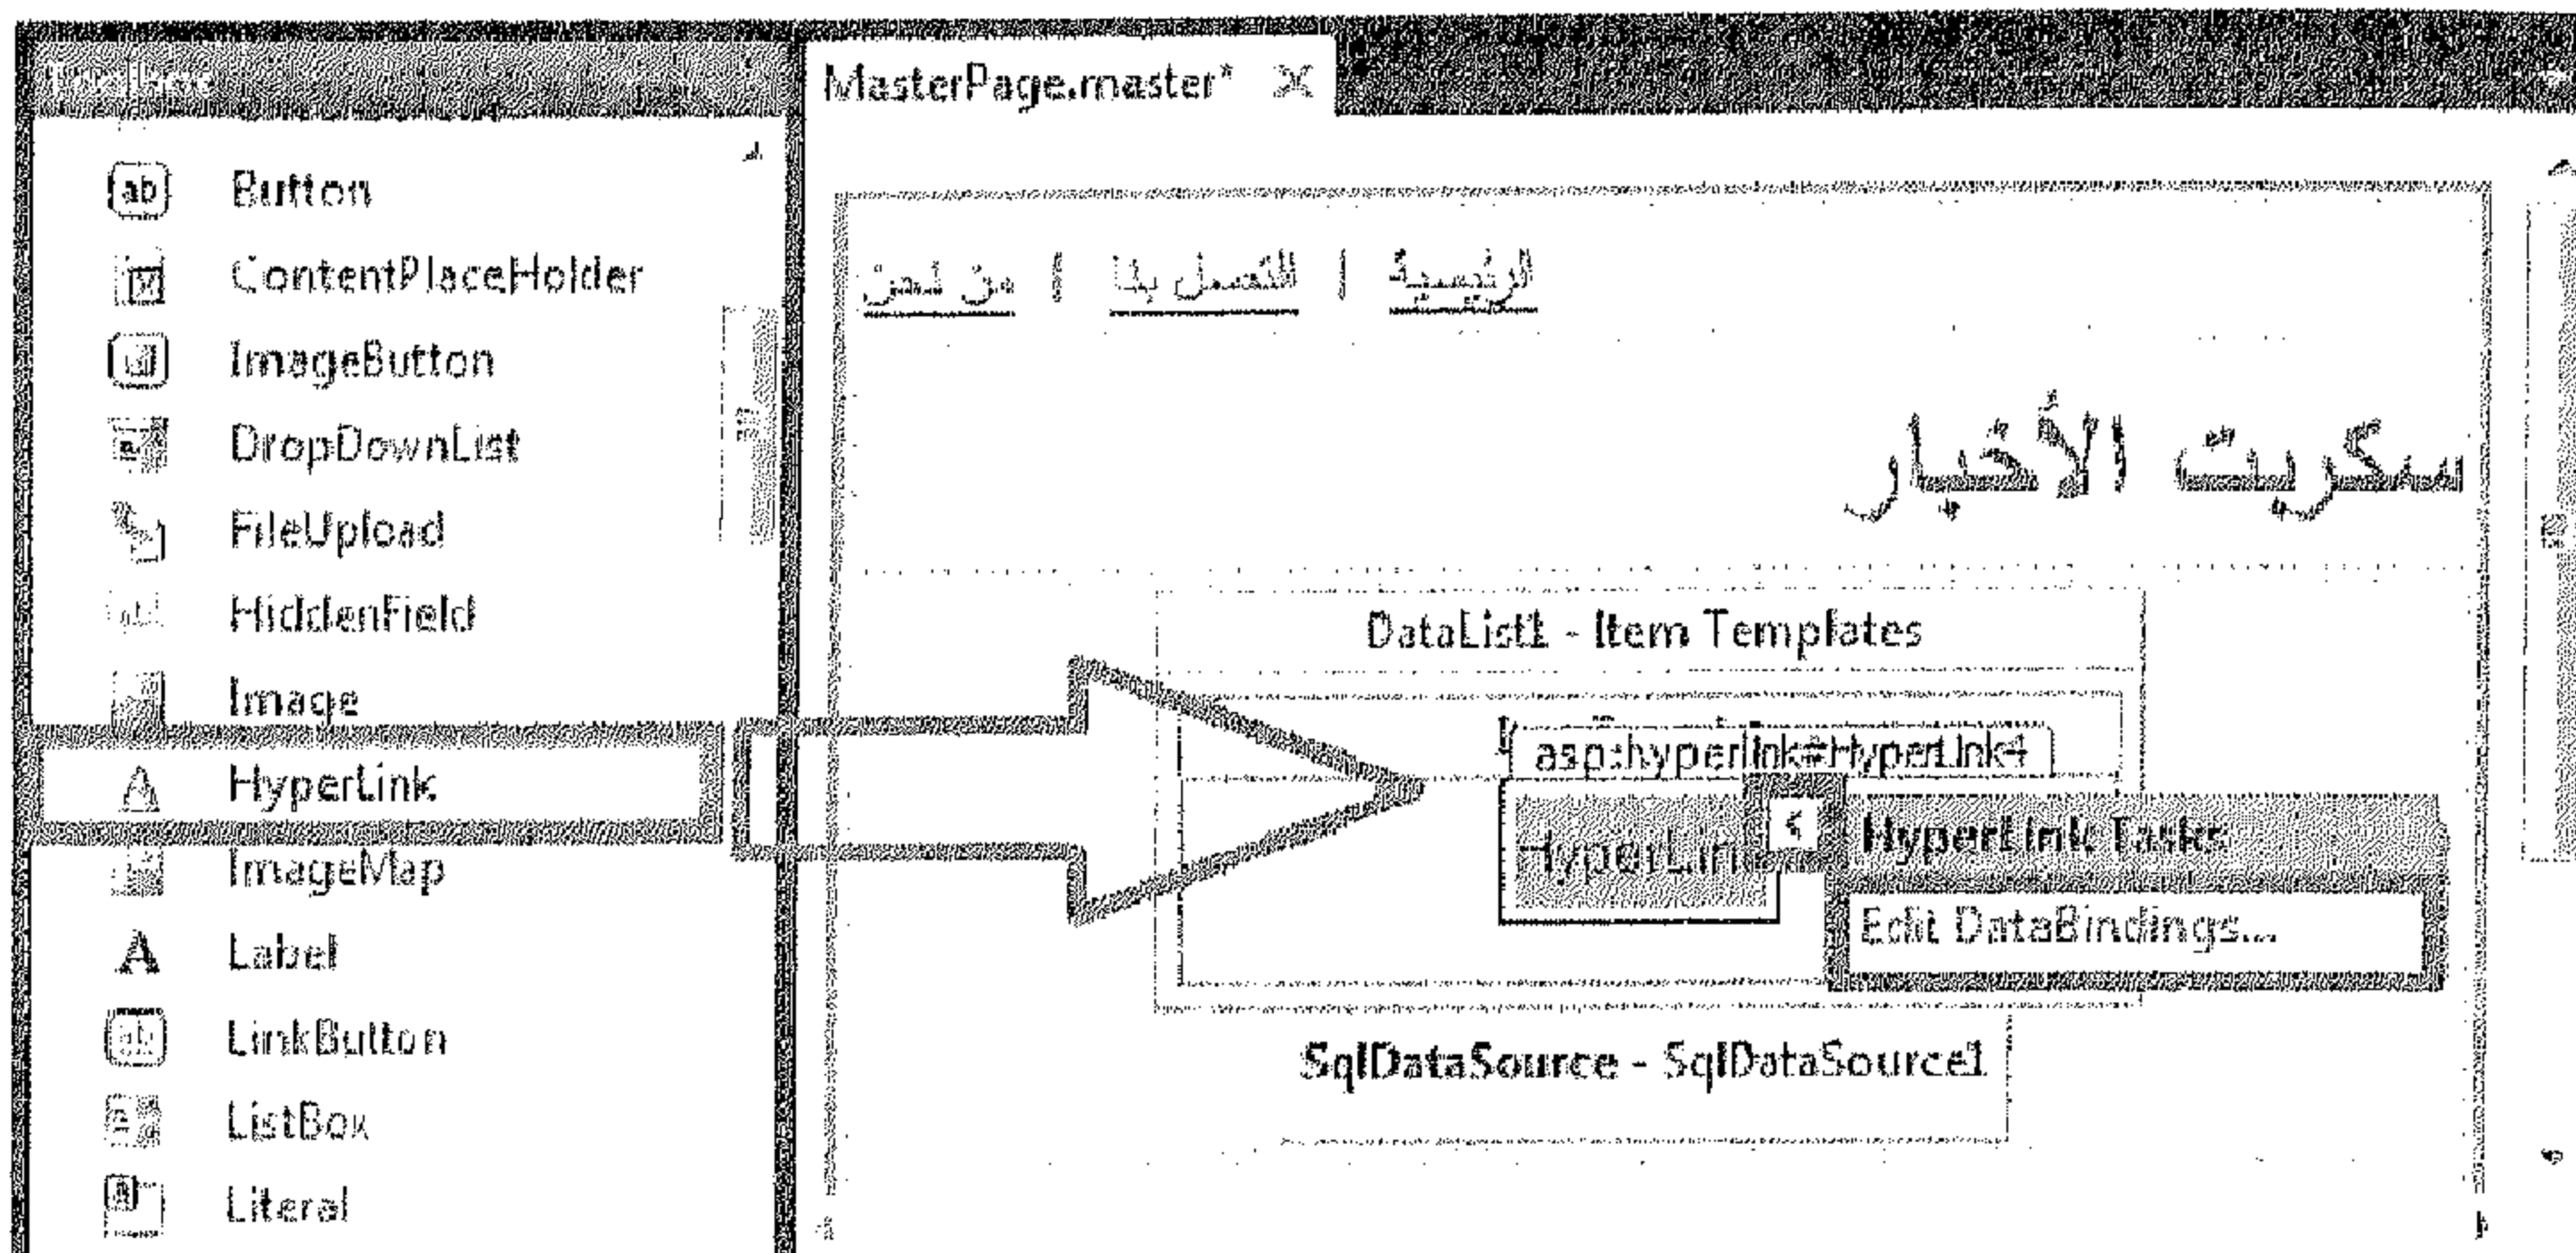 Toolbox
MasterPage.master*
Button
ContentPlaceHolder
ImageButton
DropDownList
FileUpload
HiddenField
Image
HyperLink
ImageMap
Label
LinkButton
ListBox
Literal
الرئيسية | اتصل بنا | من نحن
سكربت الأخبار
DataList1 - Item Templates
asp:hyperlink#HyperLink4
HyperLink
HyperLink Tasks
Edit DataBindings...
SqlDataSource - SqlDataSource1